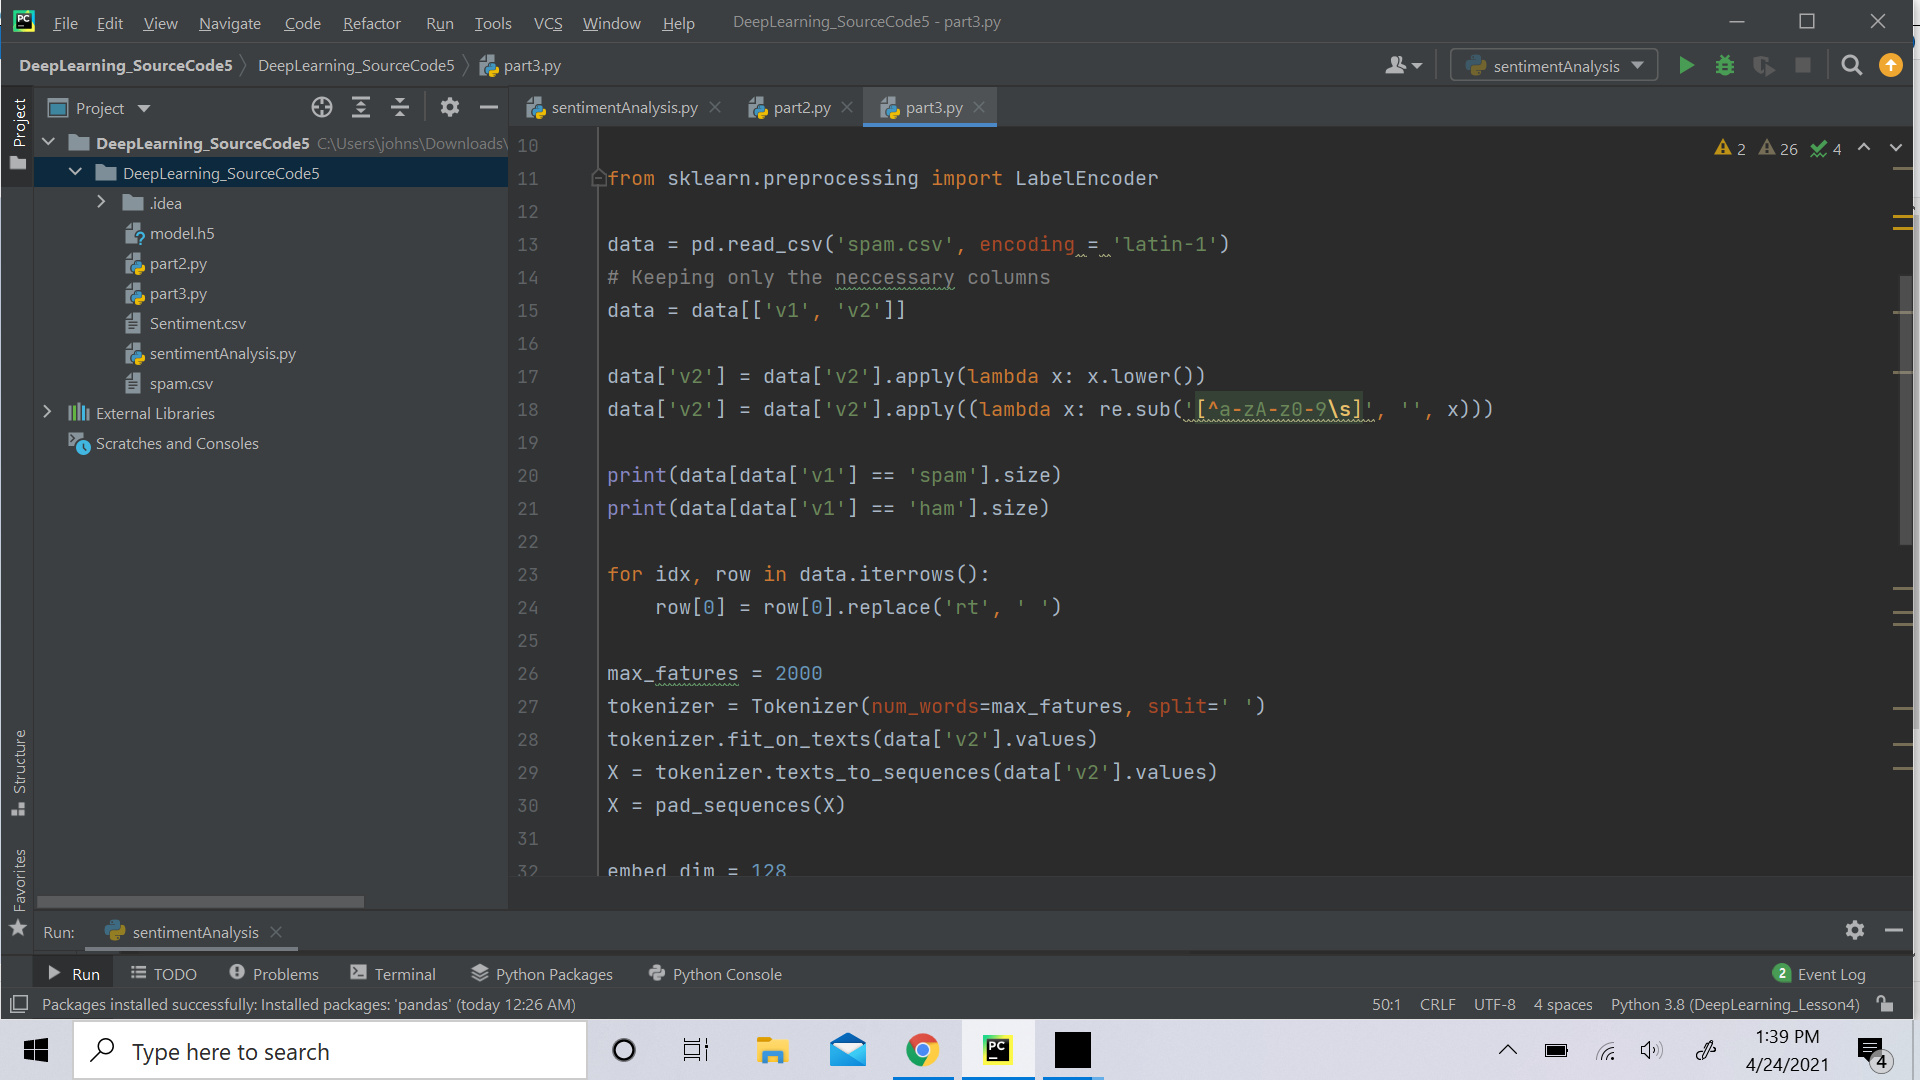 File Edit View Navigate Code Refactor Run Tools VCS Window Help DeepLearning_SourceCode5 - part3.py
DeepLearning_SourceCode5 DeepLearning_SourceCode5 part3.py sentimentAnalysis
Project
Project
sentimentAnalysis.py part2.py part3.py
DeepLearning_SourceCode5 C:\Users\johns\Downloads\
DeepLearning_SourceCode5
.idea
model.h5
part2.py
part3.py
Sentiment.csv
sentimentAnalysis.py
spam.csv
External Libraries
Scratches and Consoles
2 26 4
10
11 from sklearn.preprocessing import LabelEncoder
12
13 data = pd.read_csv('spam.csv', encoding = 'latin-1')
14 # Keeping only the neccessary columns
15 data = data[['v1', 'v2']]
16
17 data['v2'] = data['v2'].apply(lambda x: x.lower())
18 data['v2'] = data['v2'].apply((lambda x: re.sub('[^a-zA-z0-9\s]', '', x)))
19
20 print(data[data['v1'] == 'spam'].size)
21 print(data[data['v1'] == 'ham'].size)
22
23 for idx, row in data.iterrows():
24     row[0] = row[0].replace('rt', ' ')
25
26 max_fatures = 2000
27 tokenizer = Tokenizer(num_words=max_fatures, split=' ')
28 tokenizer.fit_on_texts(data['v2'].values)
29 X = tokenizer.texts_to_sequences(data['v2'].values)
30 X = pad_sequences(X)
31
32 embed_dim = 128
Structure
Favorites
Run: sentimentAnalysis
Run TODO Problems Terminal Python Packages Python Console 2 Event Log
Packages installed successfully: Installed packages: 'pandas' (today 12:26 AM) 50:1 CRLF UTF-8 4 spaces Python 3.8 (DeepLearning_Lesson4)
Type here to search
PC
PC
1:39 PM
4/24/2021
4